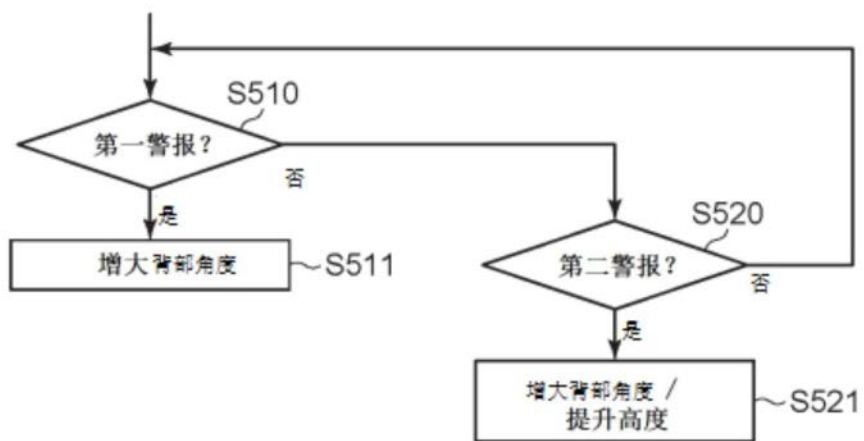 S510
第一警报？
否
是
增大背部角度
S511
S520
第二警报？
否
是
增大背部角度 /
提升高度
S521